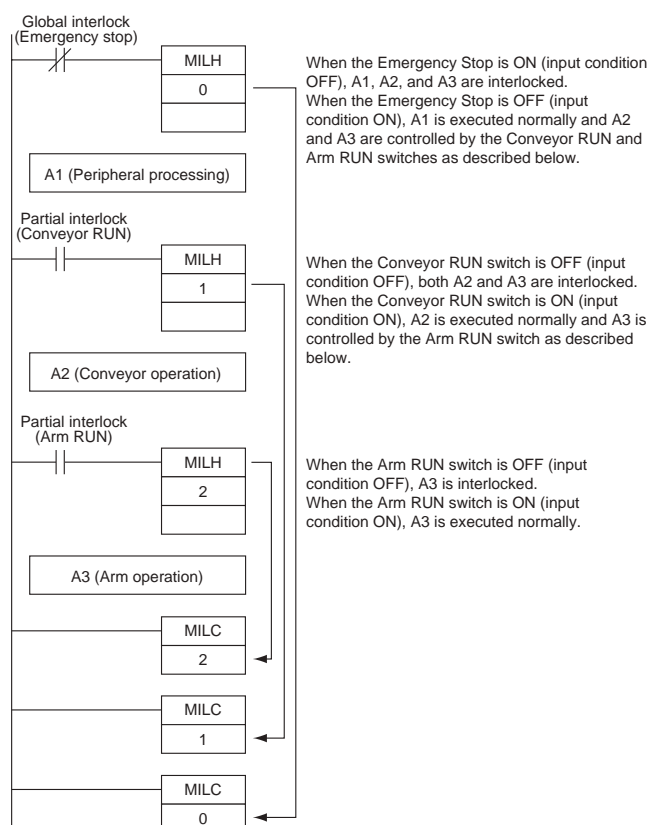 Global interlock
(Emergency stop)
MILH
0
When the Emergency Stop is ON (input condition
OFF), A1, A2, and A3 are interlocked.
When the Emergency Stop is OFF (input
condition ON), A1 is executed normally and A2
and A3 are controlled by the Conveyor RUN and
Arm RUN switches as described below.
A1 (Peripheral processing)
Partial interlock
(Conveyor RUN)
MILH
1
When the Conveyor RUN switch is OFF (input
condition OFF), both A2 and A3 are interlocked.
When the Conveyor RUN switch is ON (input
condition ON), A2 is executed normally and A3 is
controlled by the Arm RUN switch as described
below.
A2 (Conveyor operation)
Partial interlock
(Arm RUN)
MILH
2
When the Arm RUN switch is OFF (input
condition OFF), A3 is interlocked.
When the Arm RUN switch is ON (input
condition ON), A3 is executed normally.
A3 (Arm operation)
MILC
2
MILC
1
MILC
0